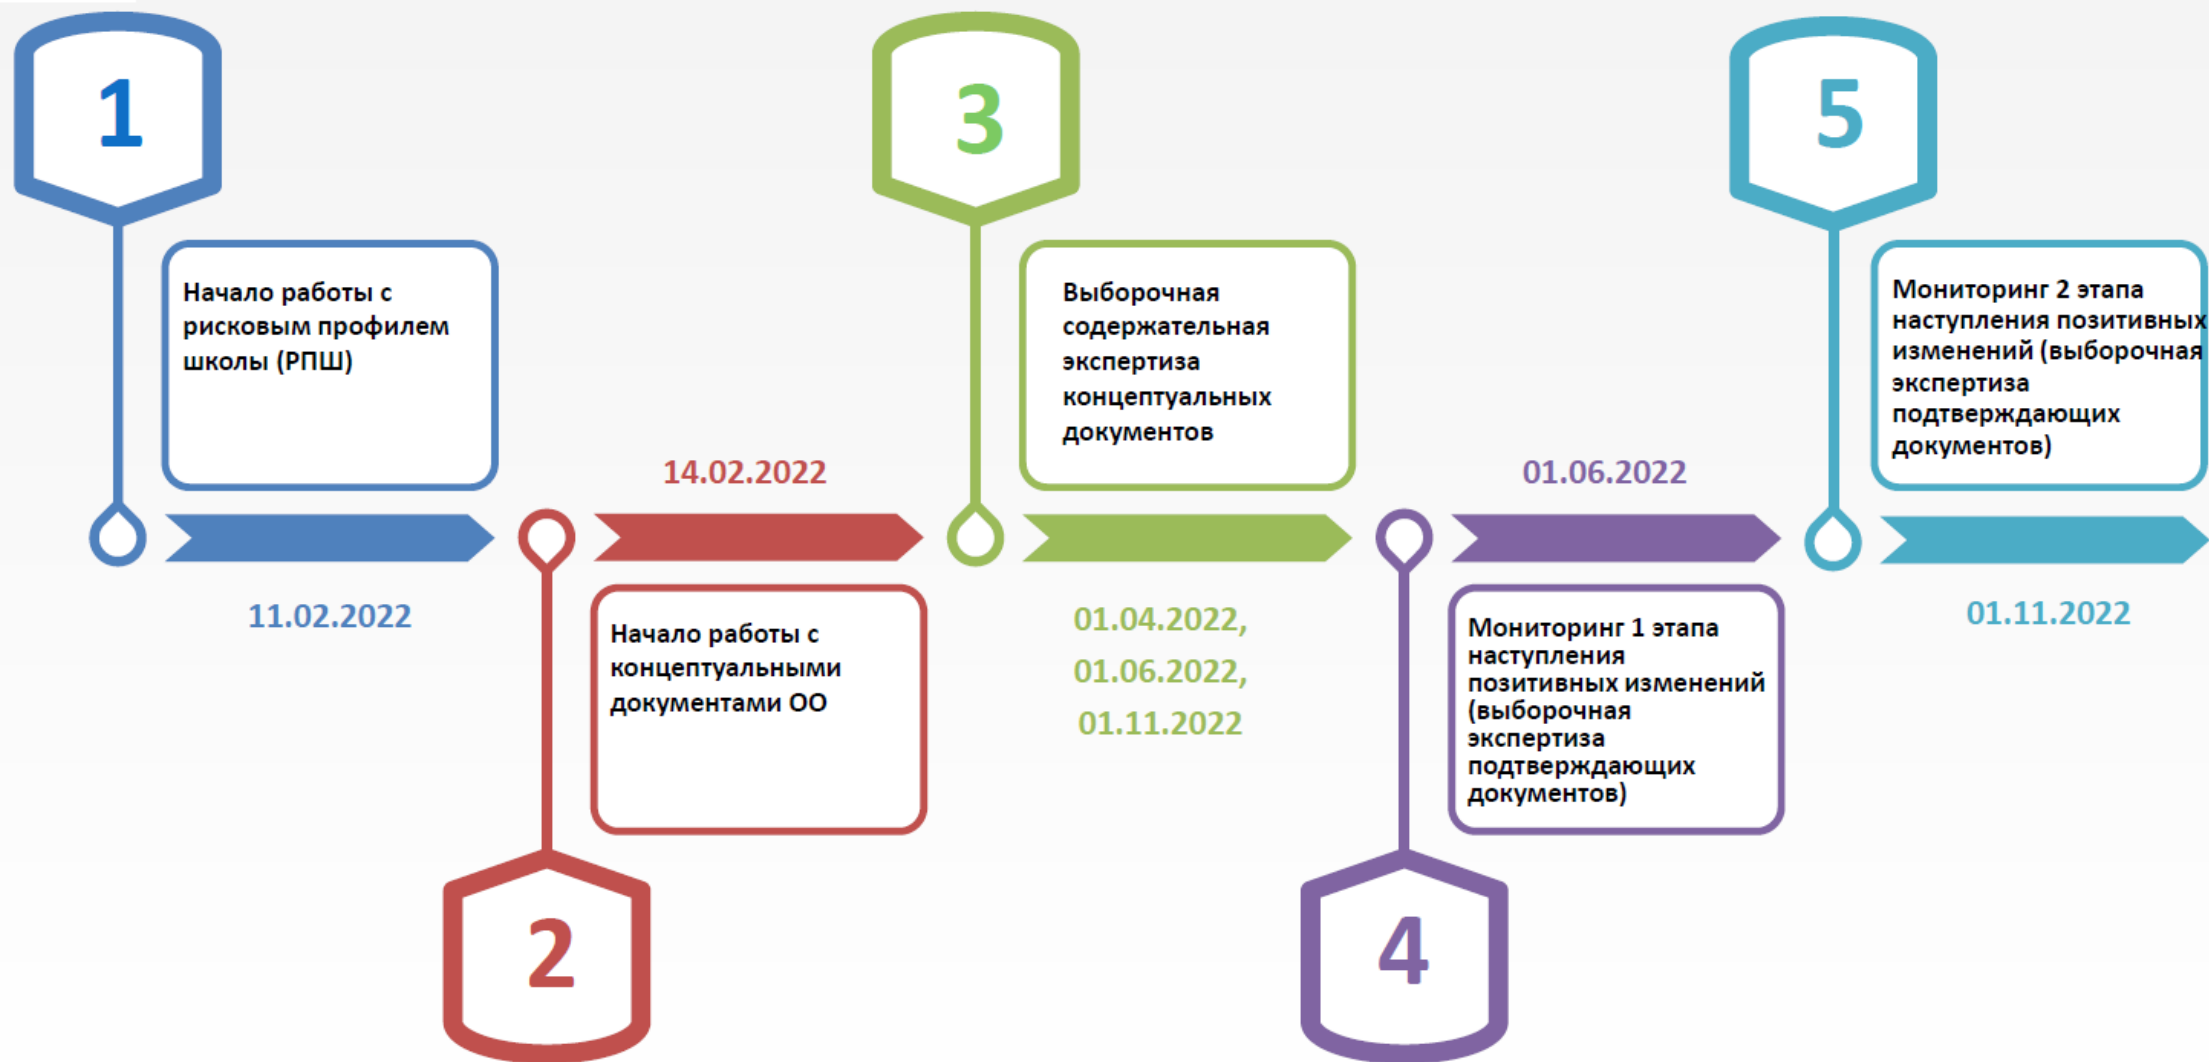 1
Начало работы с
рисковым профилем
школы (РПШ)
11.02.2022
2
14.02.2022
Начало работы с
концептуальными
документами ОО
3
Выборочная
содержательная
экспертиза
концептуальных
документов
01.04.2022,
01.06.2022,
01.11.2022
4
01.06.2022
Мониторинг 1 этапа
наступления
позитивных изменений
(выборочная
экспертиза
подтверждающих
документов)
5
Мониторинг 2 этапа
наступления позитивных
изменений (выборочная
экспертиза
подтверждающих
документов)
01.11.2022